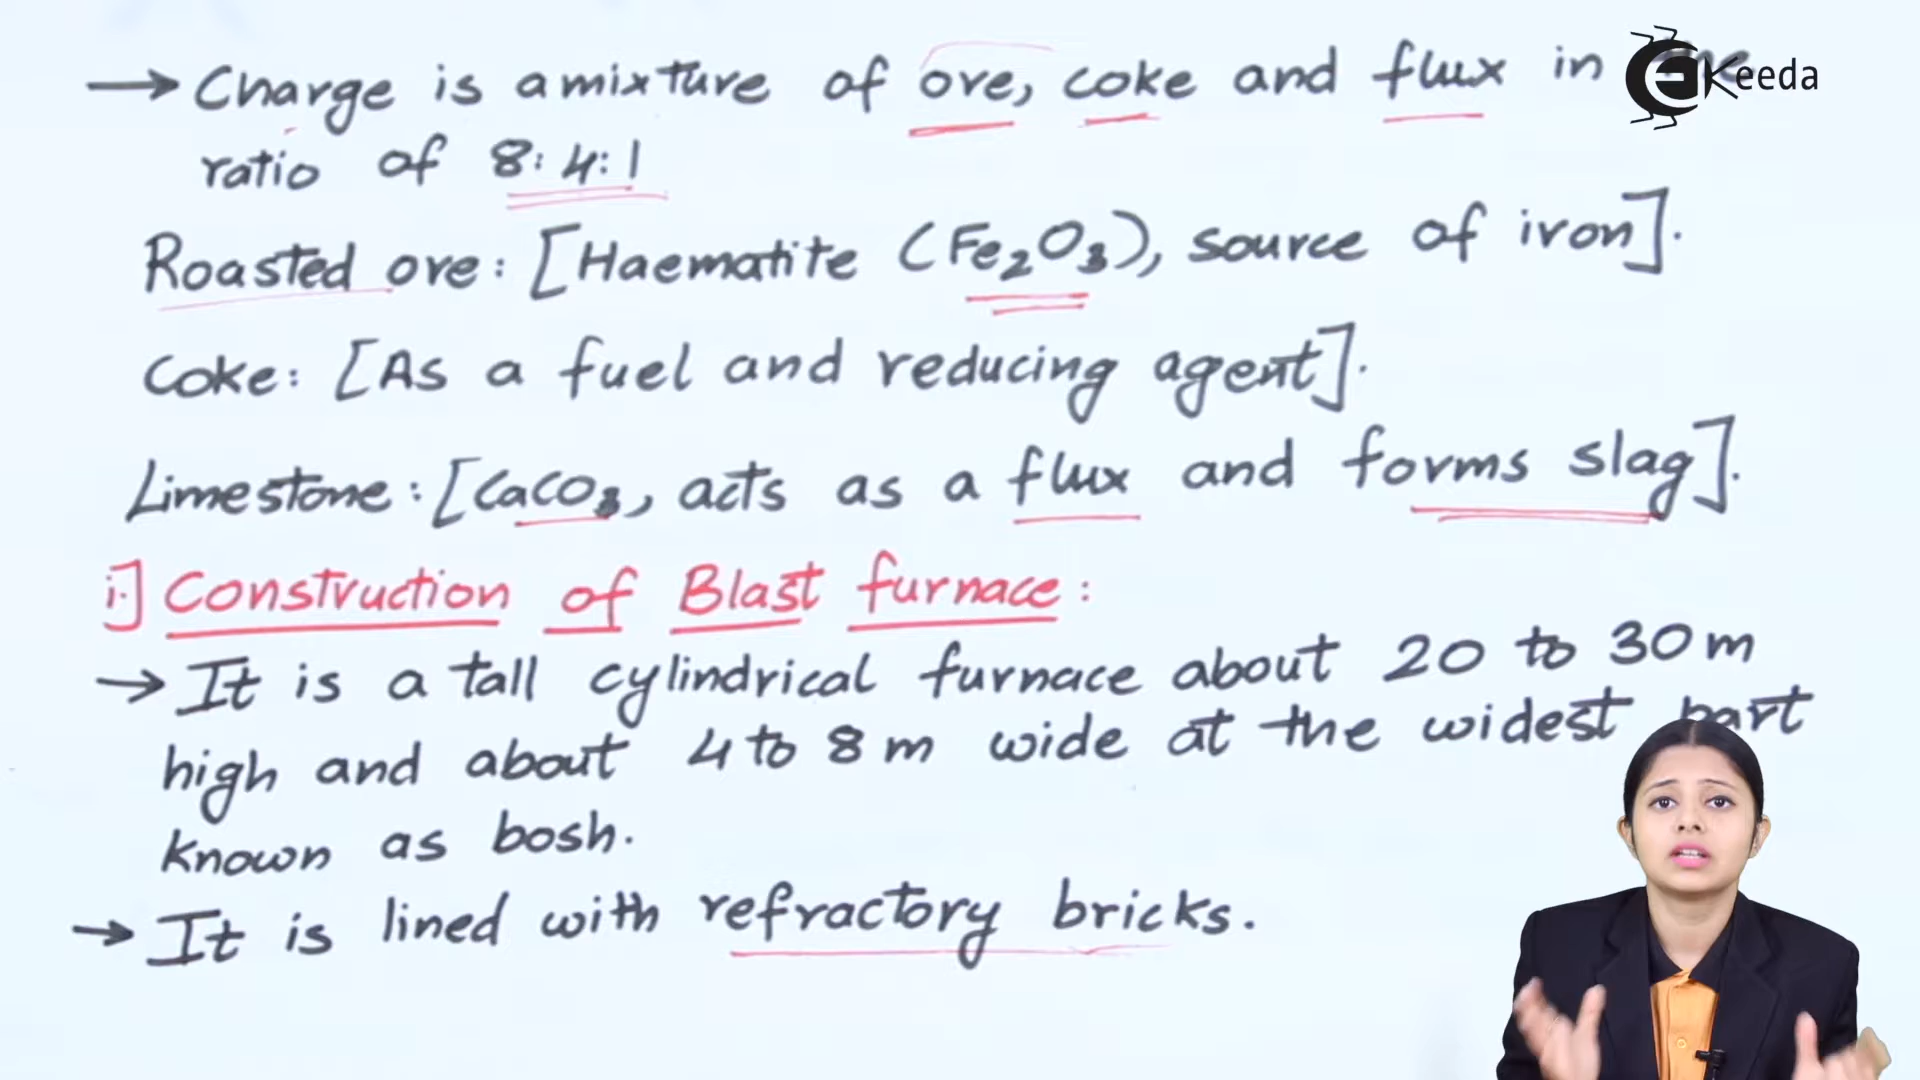 → Charge is a mixture of ore, coke and flux in
ratio of 8:4:1
Roasted ore: [Haematite (Fe₂O₃), source of iron].
Coke: [As a fuel and reducing agent].
Limestone: [CaCO₃, acts as a flux and forms slag].
i.] Construction of Blast furnace:
→ It is a tall cylindrical furnace about 20 to 30m
high and about 4 to 8 m wide at the widest part
known as bosh.
→ It is lined with refractory bricks.
eKeeda